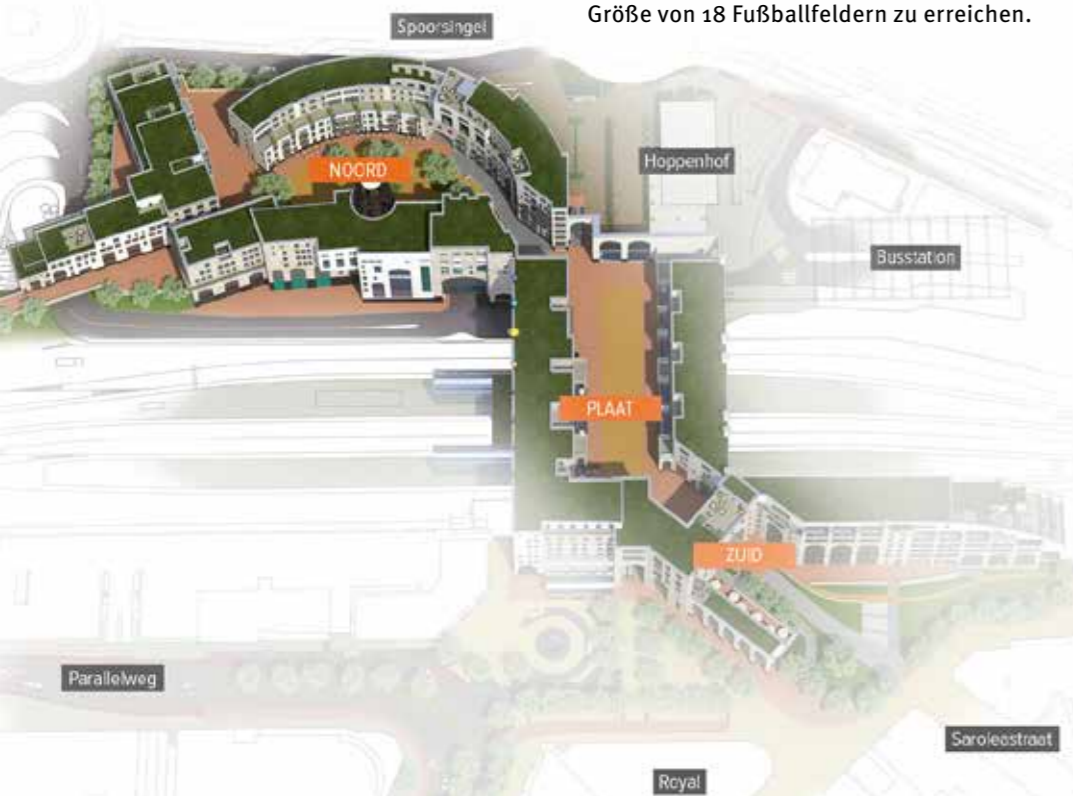 Größe von 18 Fußballfeldern zu erreichen.
Spoorsingel
Hoppenhof
NOORD
Busstation
PLAAT
ZUID
Parallelweg
Saroleastraat
Royal